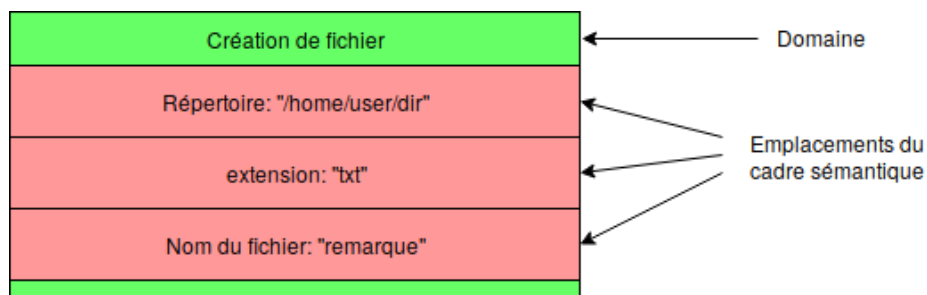 Création de fichier
Domaine
Répertoire: "/home/user/dir"
extension: "txt"
Emplacements du
cadre sémantique
Nom du fichier: "remarque"